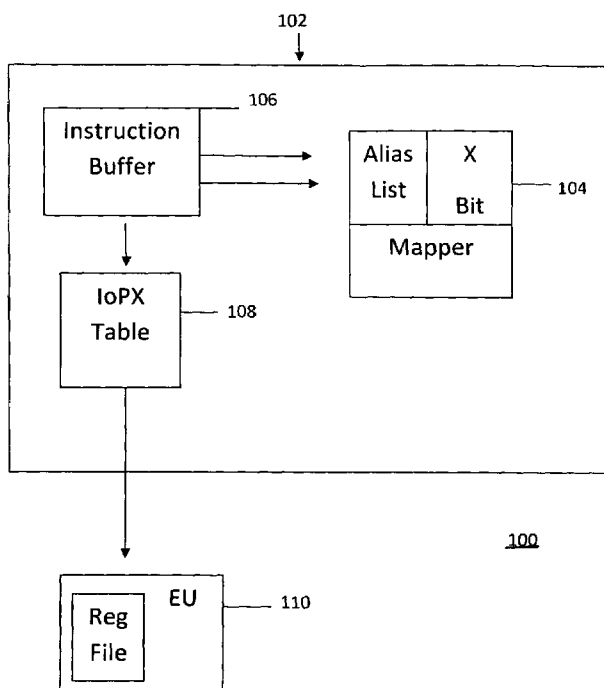 102
106
Instruction
Buffer
Alias
List
X
Bit
104
Mapper
IoPX
Table
108
100
EU
110
Reg
File